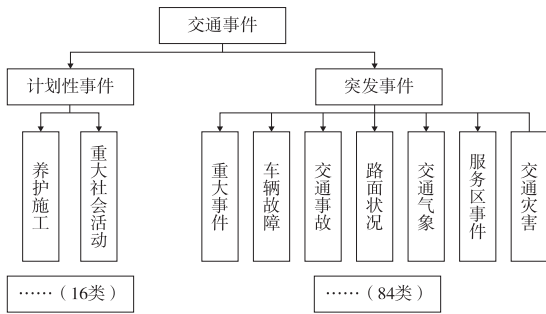 交通事件
计划性事件
突发事件
养护施工
重大社会活动
重大事件
车辆故障
交通事故
路面状况
交通气象
服务区事件
交通灾害
……（16类）
……（84类）